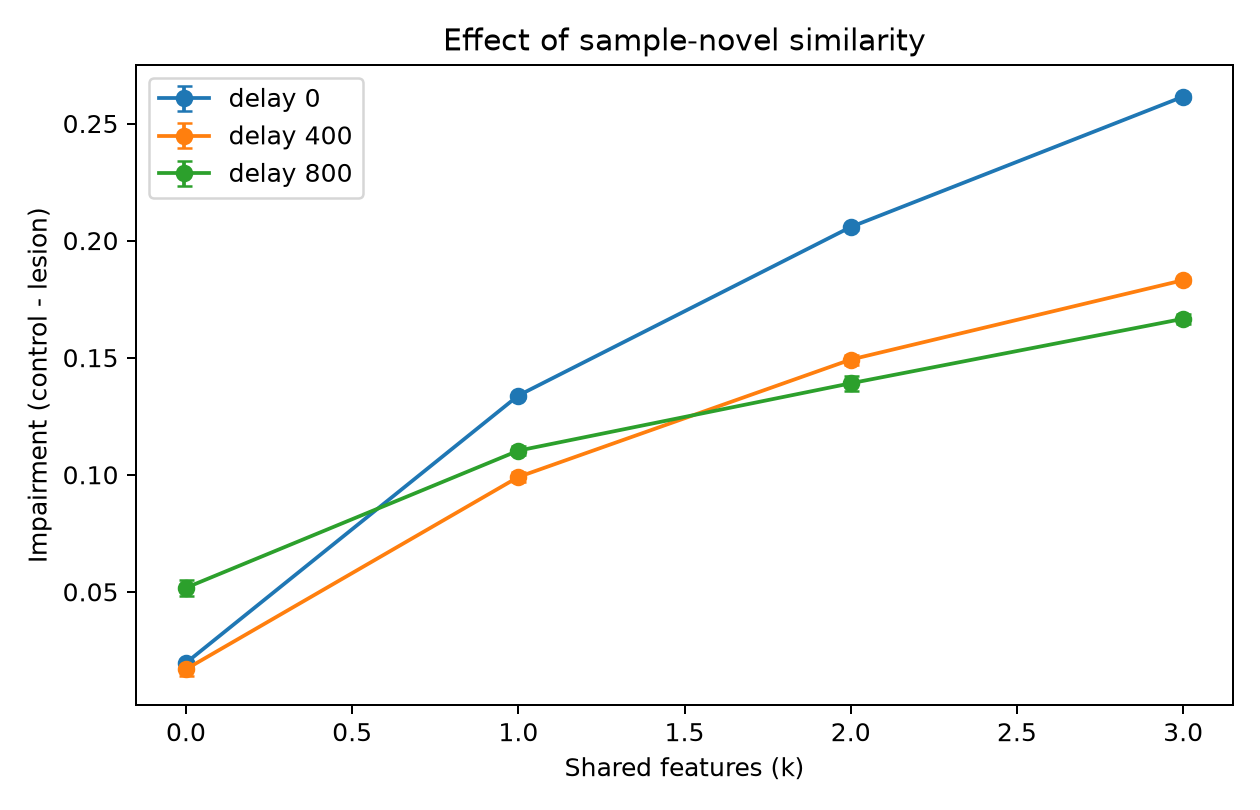 Effect of sample-novel similarity
delay 0
delay 400
delay 800
0.25
0.20
0.15
0.10
0.05
Impairment (control - lesion)
0.0 0.5 1.0 1.5 2.0 2.5 3.0
Shared features (k)